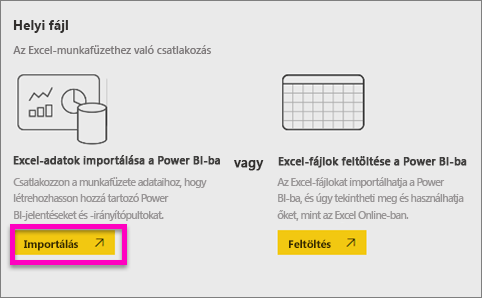 Helyi fájl
Az Excel-munkafüzethez való csatlakozás
Excel-adatok importálása a Power BI-ba
Csatlakozzon a munkafüzete adataihoz, hogy
létrehozhasson hozzá tartozó Power
BI-jelentéseket és -irányítópultokat.
Importálás
vagy
Excel-fájlok feltöltése a Power BI-ba
Az Excel-fájlokat importálhatja a Power
BI-ba, és úgy tekintheti meg és használhatja
őket, mint az Excel Online-ban.
Feltöltés